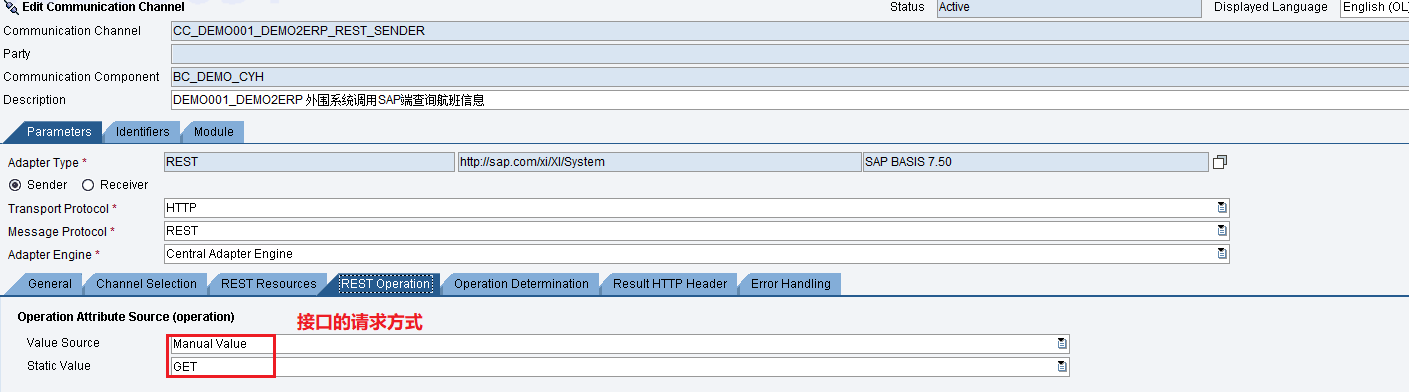 Edit Communication Channel Status Active Displayed Language English (OL
Communication Channel CC_DEMO001_DEMO2ERP_REST_SENDER
Party
Communication Component BC_DEMO_CYH
Description DEMO001_DEMO2ERP 外围系统调用SAP端查询航班信息
Parameters Identifiers Module
Adapter Type * REST http://sap.com/xi/XI/System SAP BASIS 7.50
Sender Receiver
Transport Protocol * HTTP
Message Protocol * REST
Adapter Engine * Central Adapter Engine
General Channel Selection REST Resources REST Operation Operation Determination Result HTTP Header Error Handling
Operation Attribute Source (operation) 接口的请求方式
Value Source Manual Value
Static Value GET